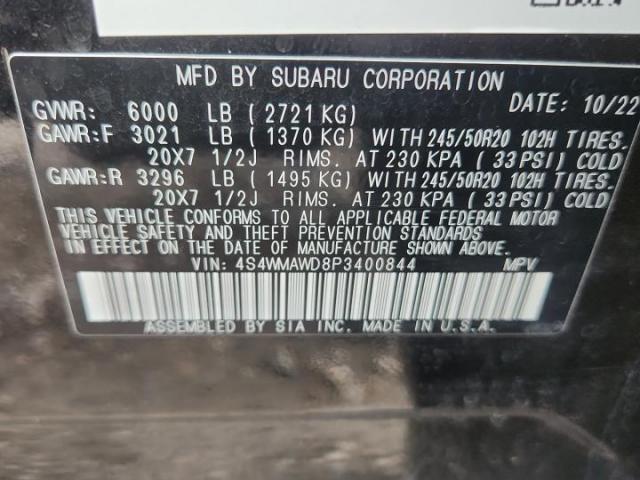 MFD BY SUBARU CORPORATION
GVWR: 6000 LB ( 2721 KG) DATE: 10/22
GAWR:F 3021 LB ( 1370 KG) WITH 245/50R20 102H TIRES.
20X7 1/2J RIMS. AT 230 KPA ( 33 PSI) COLD
GAWR:R 3296 LB ( 1495 KG) WITH 245/50R20 102H TIRES.
20X7 1/2J RIMS. AT 230 KPA ( 33 PSI) COLD
THIS VEHICLE CONFORMS TO ALL APPLICABLE FEDERAL MOTOR
VEHICLE SAFETY AND THEFT PREVENTION STANDARDS IN
EFFECT ON THE DATE OF MANUFACTURE SHOWN ABOVE.
VIN: 4S4WMAWD8P3400844 MPV
ASSEMBLED BY SIA INC. MADE IN U.S.A.